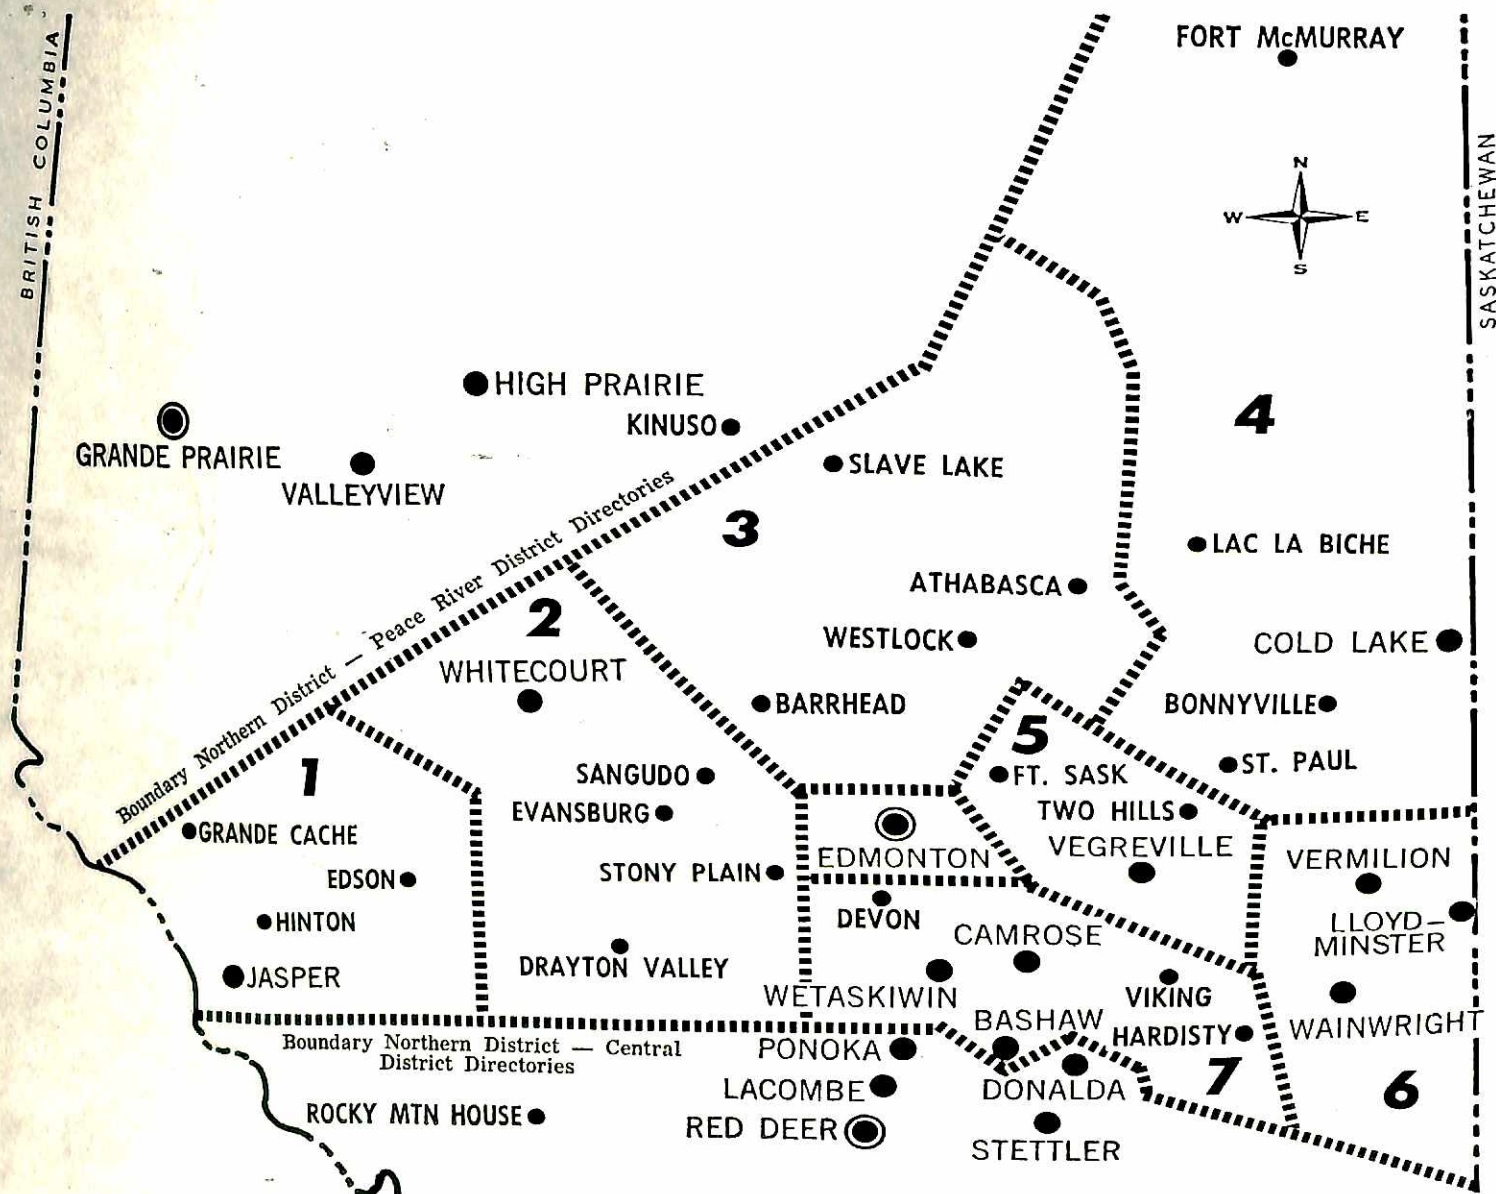 BRITISH COLUMBIA
FORT McMURRAY
N
W
E
S
SASKATCHEWAN
HIGH PRAIRIE
KINUSO
GRANDE PRAIRIE
VALLEYVIEW
SLAVE LAKE
4
3
LAC LA BICHE
ATHABASCA
Boundary Northern District — Peace River District Directories
2
WESTLOCK
COLD LAKE
WHITECOURT
BARRHEAD
BONNYVILLE
5
1
SANGUDO
FT. SASK
ST. PAUL
EVANSBURG
TWO HILLS
GRANDE CACHE
EDMONTON
VEGREVILLE
VERMILION
EDSON
STONY PLAIN
HINTON
DEVON
CAMROSE
LLOYD–
MINSTER
JASPER
DRAYTON VALLEY
WETASKIWIN
VIKING
BASHAW
HARDISTY
WAINWRIGHT
Boundary Northern District — Central
District Directories
PONOKA
7
6
LACOMBE
DONALDA
ROCKY MTN HOUSE
RED DEER
STETTLER